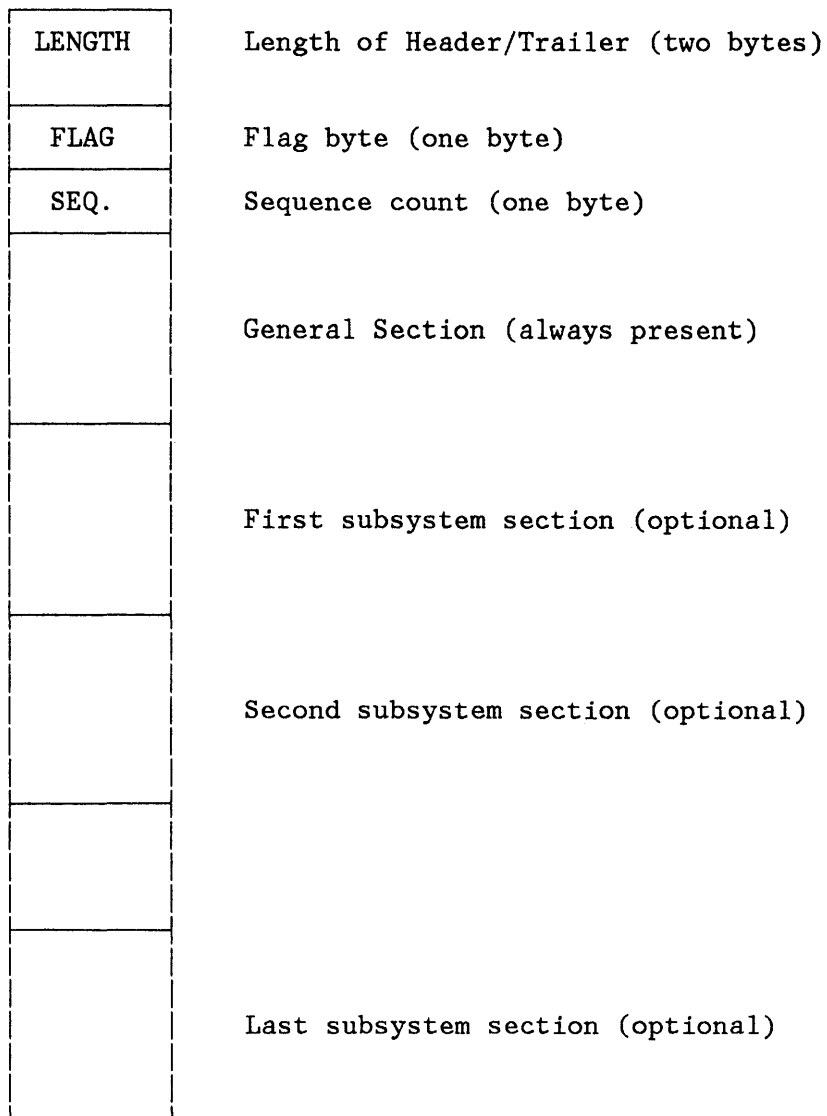 LENGTH Length of Header/Trailer (two bytes)
FLAG Flag byte (one byte)
SEQ. Sequence count (one byte)
General Section (always present)
First subsystem section (optional)
Second subsystem section (optional)
Last subsystem section (optional)